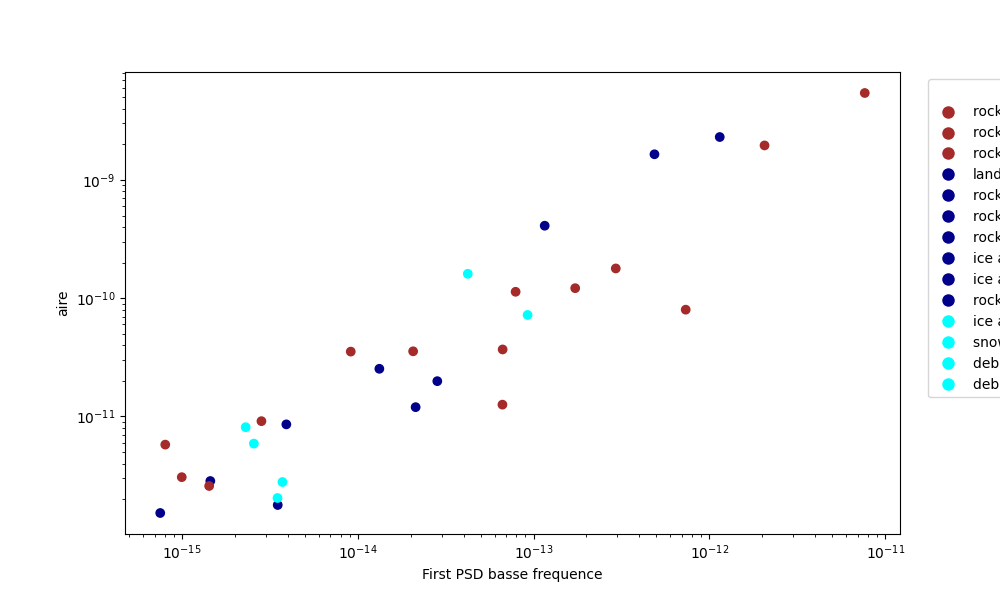 10⁻⁹
10⁻¹⁰
10⁻¹¹
aire
10⁻¹⁵ 10⁻¹⁴ 10⁻¹³ 10⁻¹² 10⁻¹¹
First PSD basse frequence
rock
rock
rock
land
rock
rock
rock
ice a
ice a
rock
ice a
snow
deb
deb